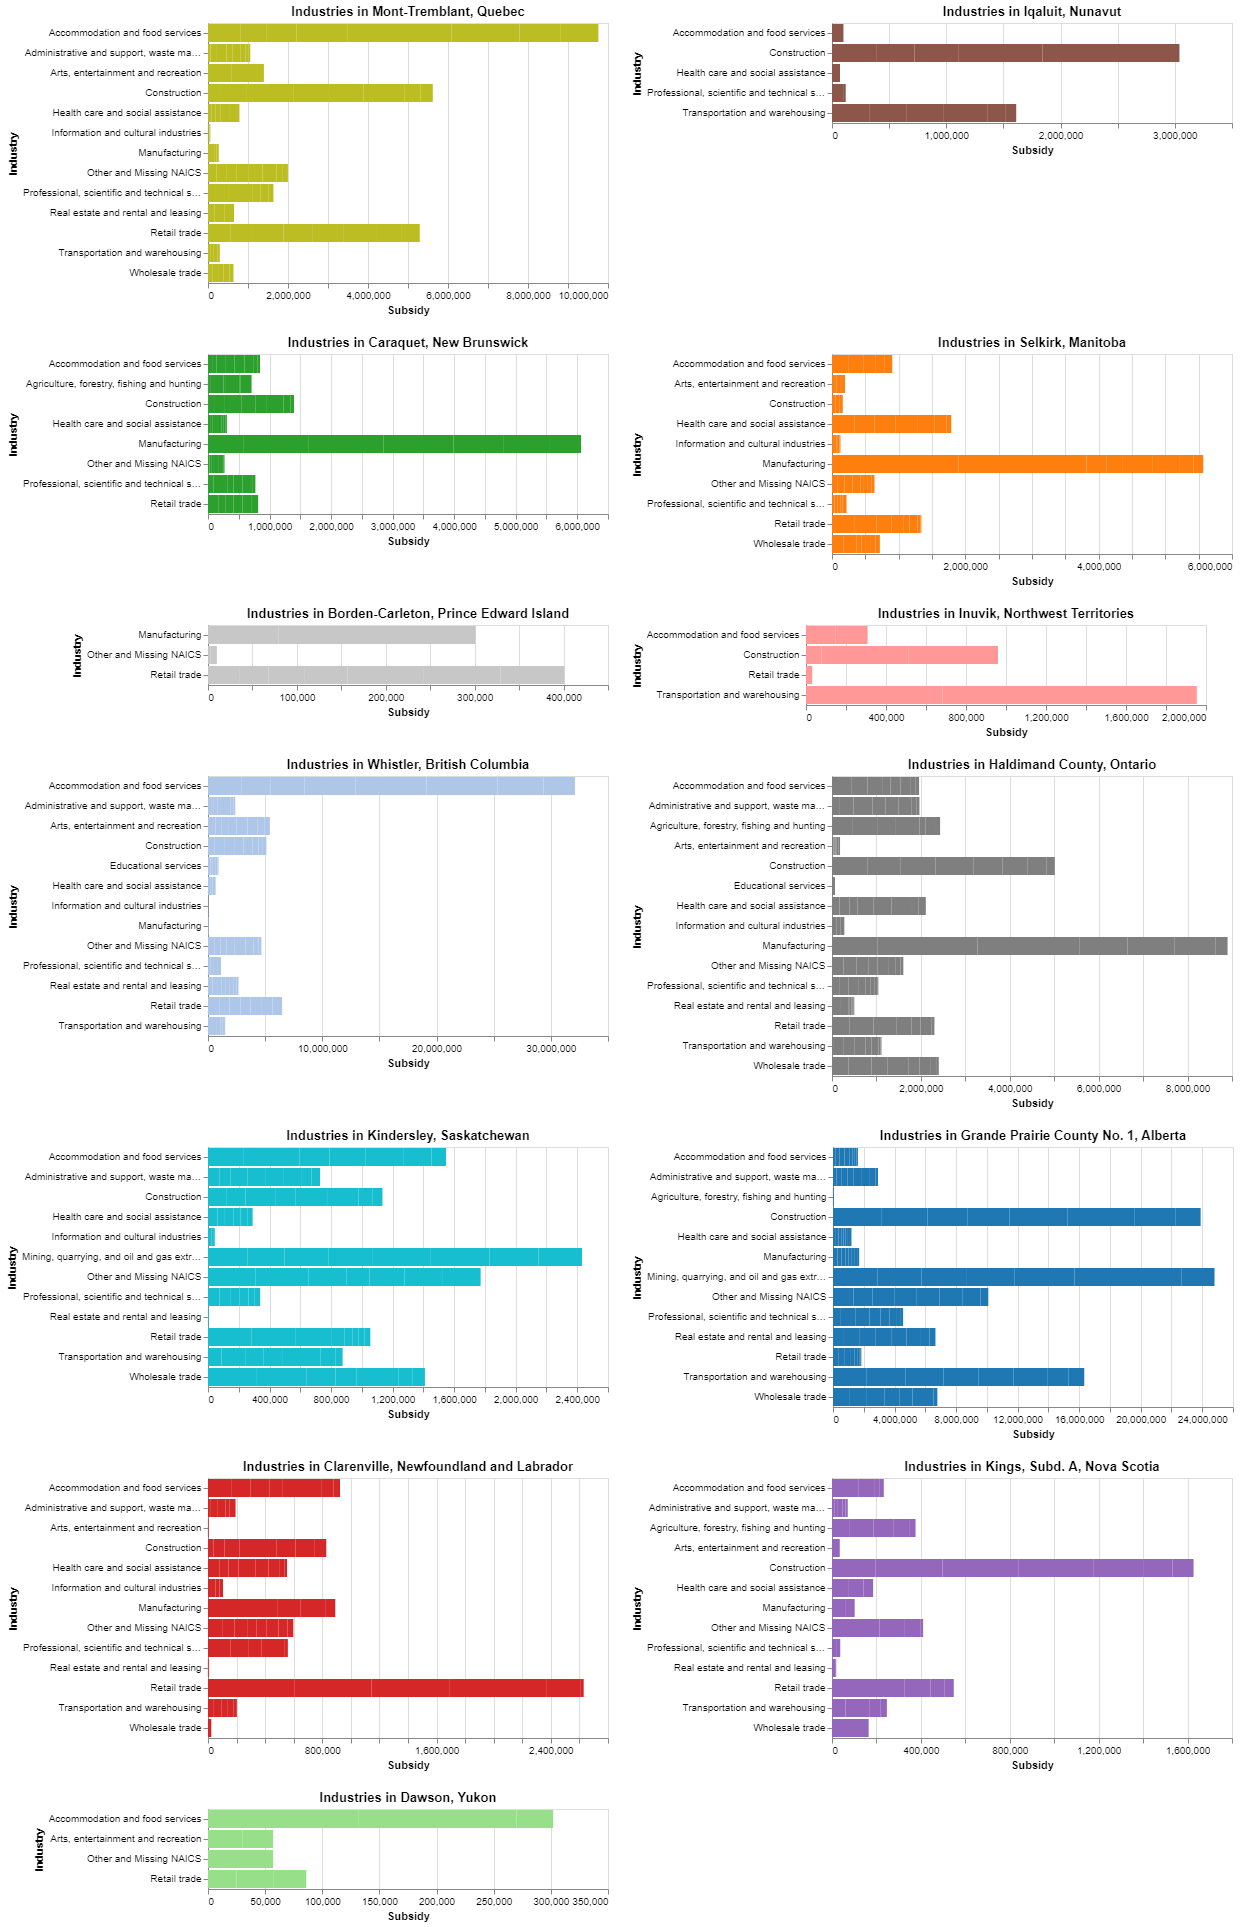 Industries in Mont-Tremblant, Quebec
Industry
Accommodation and food services
Administrative and support, waste ma…
Arts, entertainment and recreation
Construction
Health care and social assistance
Information and cultural industries
Manufacturing
Other and Missing NAICS
Professional, scientific and technical s…
Real estate and rental and leasing
Retail trade
Transportation and warehousing
Wholesale trade
0 2,000,000 4,000,000 6,000,000 8,000,000 10,000,000
Subsidy
Industries in Iqaluit, Nunavut
Industry
Accommodation and food services
Construction
Health care and social assistance
Professional, scientific and technical s…
Transportation and warehousing
0 1,000,000 2,000,000 3,000,000
Subsidy
Industries in Caraquet, New Brunswick
Industry
Accommodation and food services
Agriculture, forestry, fishing and hunting
Construction
Health care and social assistance
Manufacturing
Other and Missing NAICS
Professional, scientific and technical s…
Retail trade
0 1,000,000 2,000,000 3,000,000 4,000,000 5,000,000 6,000,000
Subsidy
Industries in Selkirk, Manitoba
Industry
Accommodation and food services
Arts, entertainment and recreation
Construction
Health care and social assistance
Information and cultural industries
Manufacturing
Other and Missing NAICS
Professional, scientific and technical s…
Retail trade
Wholesale trade
0 2,000,000 4,000,000 6,000,000
Subsidy
Industries in Borden-Carleton, Prince Edward Island
Industry
Manufacturing
Other and Missing NAICS
Retail trade
0 100,000 200,000 300,000 400,000
Subsidy
Industries in Inuvik, Northwest Territories
Industry
Accommodation and food services
Construction
Retail trade
Transportation and warehousing
0 400,000 800,000 1,200,000 1,600,000 2,000,000
Subsidy
Industries in Whistler, British Columbia
Industry
Accommodation and food services
Administrative and support, waste ma…
Arts, entertainment and recreation
Construction
Educational services
Health care and social assistance
Information and cultural industries
Manufacturing
Other and Missing NAICS
Professional, scientific and technical s…
Real estate and rental and leasing
Retail trade
Transportation and warehousing
0 10,000,000 20,000,000 30,000,000
Subsidy
Industries in Haldimand County, Ontario
Industry
Accommodation and food services
Administrative and support, waste ma…
Agriculture, forestry, fishing and hunting
Arts, entertainment and recreation
Construction
Educational services
Health care and social assistance
Information and cultural industries
Manufacturing
Other and Missing NAICS
Professional, scientific and technical s…
Real estate and rental and leasing
Retail trade
Transportation and warehousing
Wholesale trade
0 2,000,000 4,000,000 6,000,000 8,000,000
Subsidy
Industries in Kindersley, Saskatchewan
Industry
Accommodation and food services
Administrative and support, waste ma…
Construction
Health care and social assistance
Information and cultural industries
Mining, quarrying, and oil and gas extr…
Other and Missing NAICS
Professional, scientific and technical s…
Real estate and rental and leasing
Retail trade
Transportation and warehousing
Wholesale trade
0 400,000 800,000 1,200,000 1,600,000 2,000,000 2,400,000
Subsidy
Industries in Grande Prairie County No. 1, Alberta
Industry
Accommodation and food services
Administrative and support, waste ma…
Agriculture, forestry, fishing and hunting
Construction
Health care and social assistance
Manufacturing
Mining, quarrying, and oil and gas extr…
Other and Missing NAICS
Professional, scientific and technical s…
Real estate and rental and leasing
Retail trade
Transportation and warehousing
Wholesale trade
0 4,000,000 8,000,000 12,000,000 16,000,000 20,000,000 24,000,000
Subsidy
Industries in Clarenville, Newfoundland and Labrador
Industry
Accommodation and food services
Administrative and support, waste ma…
Arts, entertainment and recreation
Construction
Health care and social assistance
Information and cultural industries
Manufacturing
Other and Missing NAICS
Professional, scientific and technical s…
Real estate and rental and leasing
Retail trade
Transportation and warehousing
Wholesale trade
0 800,000 1,600,000 2,400,000
Subsidy
Industries in Kings, Subd. A, Nova Scotia
Industry
Accommodation and food services
Administrative and support, waste ma…
Agriculture, forestry, fishing and hunting
Arts, entertainment and recreation
Construction
Health care and social assistance
Manufacturing
Other and Missing NAICS
Professional, scientific and technical s…
Real estate and rental and leasing
Retail trade
Transportation and warehousing
Wholesale trade
0 400,000 800,000 1,200,000 1,600,000
Subsidy
Industries in Dawson, Yukon
Industry
Accommodation and food services
Arts, entertainment and recreation
Other and Missing NAICS
Retail trade
0 50,000 100,000 150,000 200,000 250,000 300,000 350,000
Subsidy